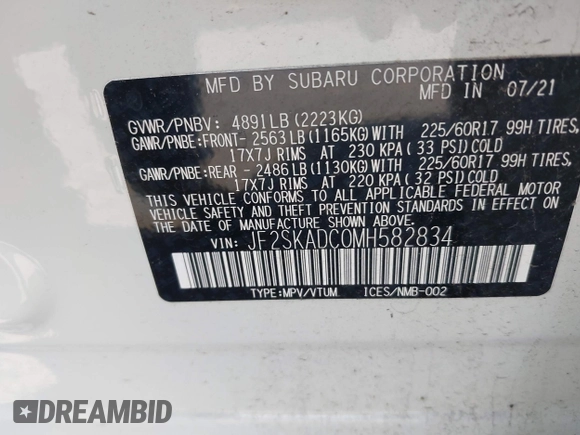 MFD BY SUBARU CORPORATION 07/21
GVWR/PNBV: 4891LB(2223KG)
GAWR/PNBE:FRONT- 2563LB(1165KG)WITH 225/60R17 99H TIRES,
17X7J RIMS AT 230 KPA( 33 PSI)COLD
GAWR/PNBE:REAR - 2486LB(1130KG)WITH 225/60R17 99H TIRES,
17X7J RIMS AT 220 KPA( 32 PSI)COLD
THIS VEHICLE CONFORMS TO ALL APPLICABLE FEDERAL MOTOR
VEHICLE SAFETY AND THEFT PREVENTION STANDARDS IN EFFECT ON
THE DATE OF MANUFACTURE SHOWN ABOVE.
VIN: JF2SKADC0MH582834
TYPE:MPV/VTUM ICES/NMB-002
DREAMBID